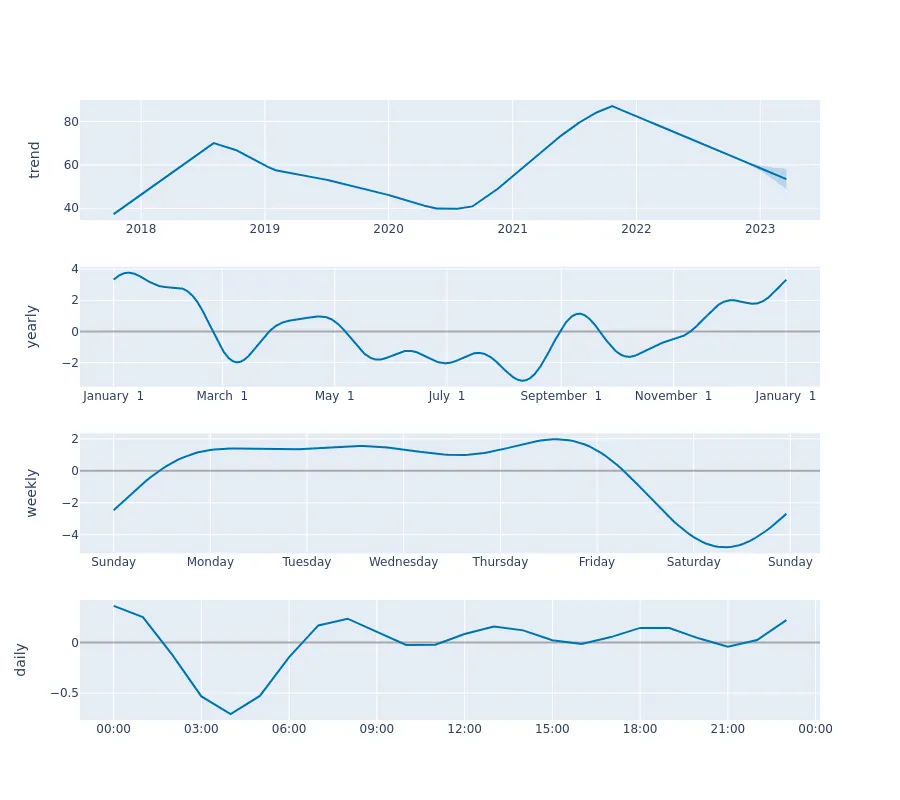 80
60
40
trend
2018 2019 2020 2021 2022 2023
4
2
0
−2
yearly
January 1 March 1 May 1 July 1 September 1 November 1 January 1
2
0
−2
−4
weekly
Sunday Monday Tuesday Wednesday Thursday Friday Saturday Sunday
0
−0.5
daily
00:00 03:00 06:00 09:00 12:00 15:00 18:00 21:00 00:00